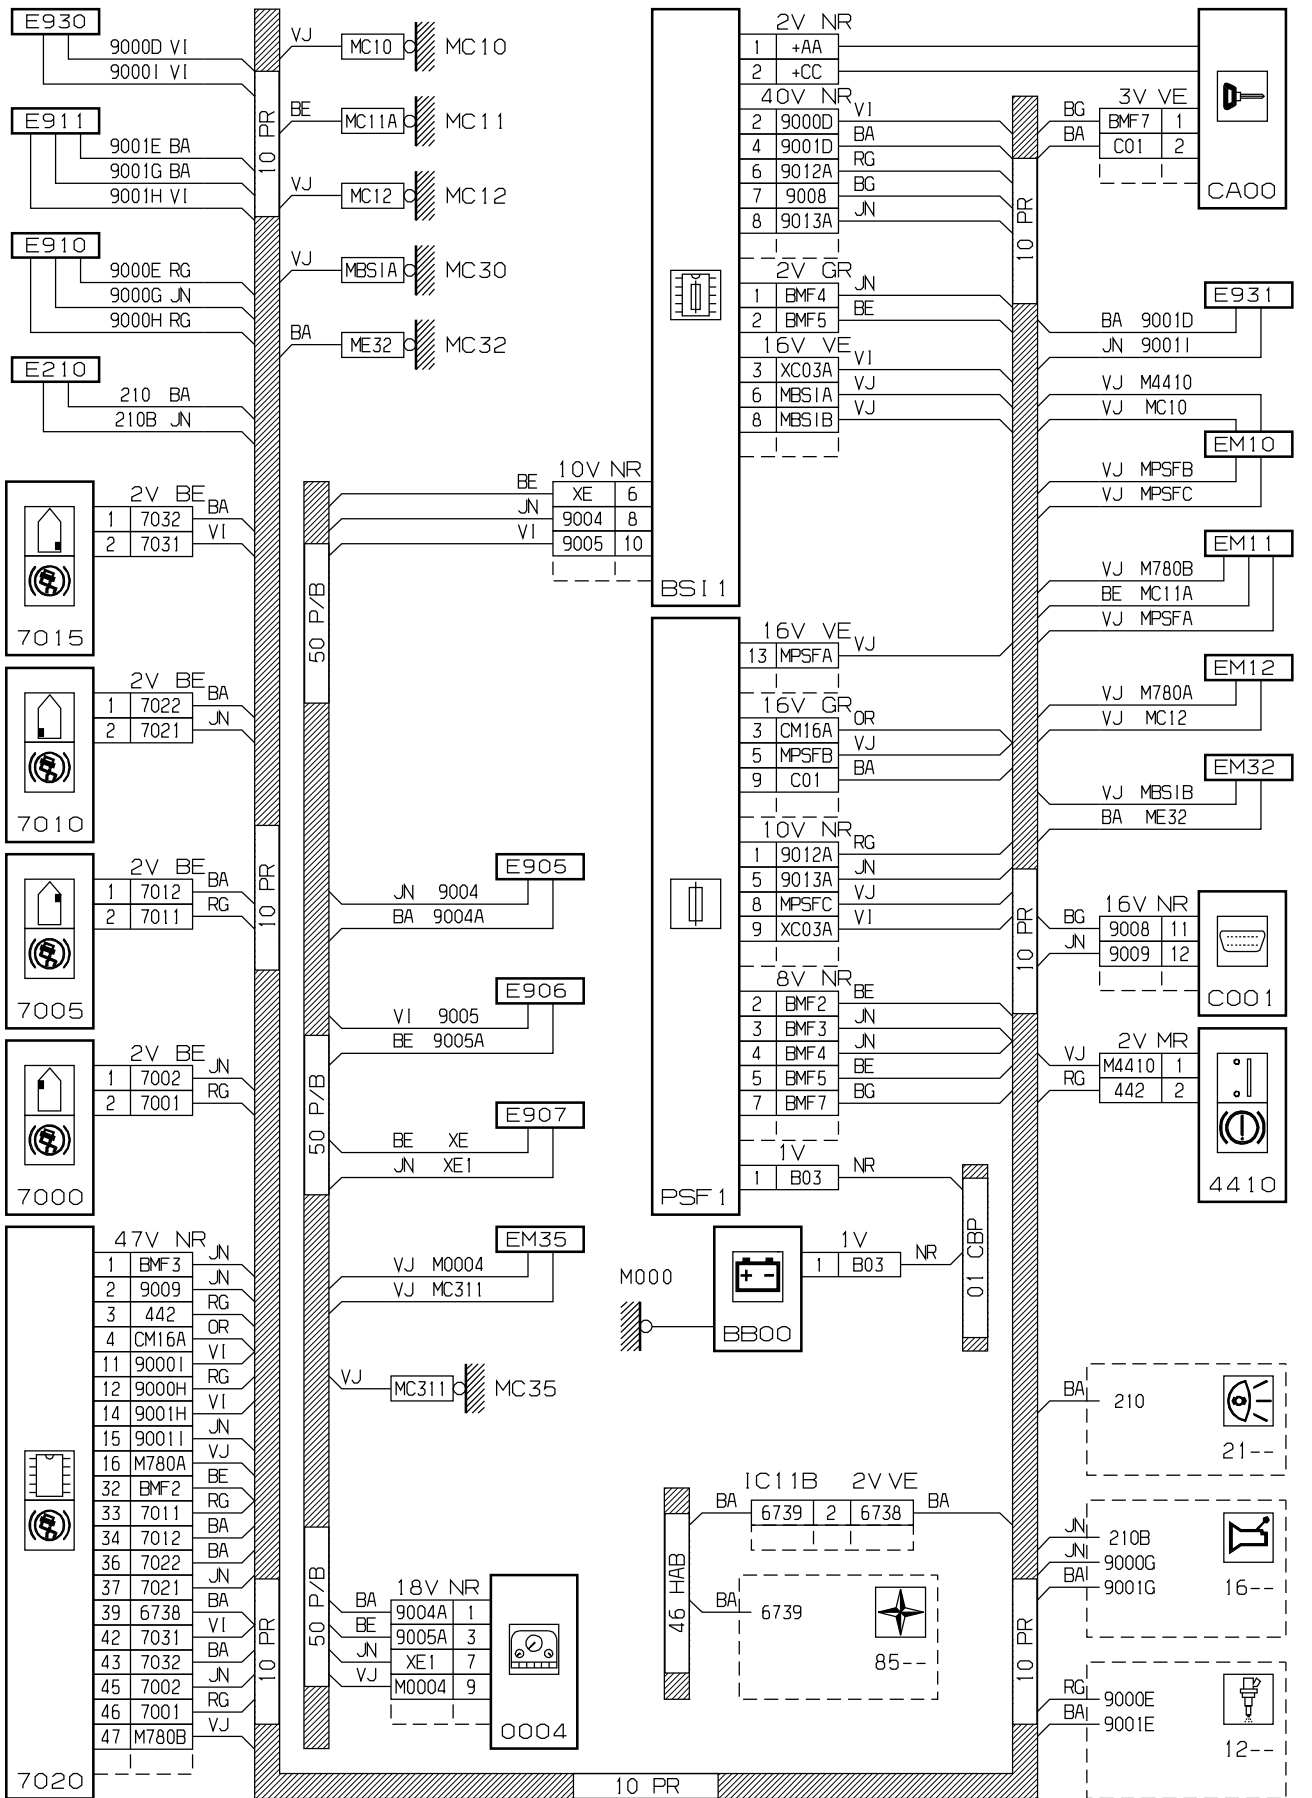 E930
9000D VI
9000I VI
E911
9001E BA
9001G BA
9001H VI
E910
9000E RG
9000G JN
9000H RG
E210
210 BA
210B JN
10 PR
VJ MC10 MC10
BE MC11A MC11
VJ MC12 MC12
VJ MBSIA MC30
BA ME32 MC32
2V BE
1 7032 BA
2 7031 VI
7015
2V BE
1 7022 BA
2 7021 JN
7010
2V BE
1 7012 BA
2 7011 RG
7005
10 PR
2V BE
1 7002 JN
2 7001 RG
7000
47V NR
1 BMF3 JN
2 9009 JN
3 442 RG
4 CM16A OR
11 9000I VI
12 9000H RG
14 9001H VI
15 9001I JN
16 M780A VJ
32 BMF2 BE
33 7011 RG
34 7012 BA
36 7022 BA
37 7021 JN
39 6738 BA
42 7031 VI
43 7032 BA
45 7002 JN
46 7001 RG
47 M780B VJ
7020
10 PR
50 P/B
10V NR
BE XE 6
JN 9004 8
VI 9005 10
E905
JN 9004
BA 9004A
E906
VI 9005
BE 9005A
50 P/B
E907
BE XE
JN XE1
EM35
VJ M0004
VJ MC311
VJ MC311 MC35
50 P/B
18V NR
BA 9004A 1
BE 9005A 3
JN XE1 7
VJ M0004 9
0004
2V NR
1 +AA
2 +CC
40V NR
2 9000D VI
4 9001D BA
6 9012A RG
7 9008 BG
8 9013A JN
2V GR
1 BMF4 JN
2 BMF5 BE
16V VE
3 XC03A VI
6 MBSIA VJ
8 MBSIB VJ
BSI1
16V VE
13 MPSFA VJ
16V GR
3 CM16A OR
5 MPSFB VJ
9 C01 BA
10V NR
1 9012A RG
5 9013A JN
8 MPSFC VJ
9 XC03A VI
8V NR
2 BMF2 BE
3 BMF3 JN
4 BMF4 JN
5 BMF5 BE
7 BMF7 BG
1V
1 B03 NR
PSF1
M000
1V
1 B03 NR
BB00
01 CBP
46 HAB
IC11B 2V VE
BA 6739 2 6738 BA
BA 6739
85--
10 PR
3V VE
BG BMF7 1
BA C01 2
CA00
10 PR
E931
BA 9001D
JN 9001I
VJ M4410
VJ MC10
EM10
VJ MPSFB
VJ MPSFC
EM11
VJ M780B
BE MC11A
VJ MPSFA
EM12
VJ M780A
VJ MC12
EM32
VJ MBSIB
BA ME32
10 PR
16V NR
BG 9008 11
JN 9009 12
C001
2V MR
VJ M4410 1
RG 442 2
4410
BA 210
21--
JN 210B
JN 9000G
BA 9001G
16--
10 PR
RG 9000E
BA 9001E
12--